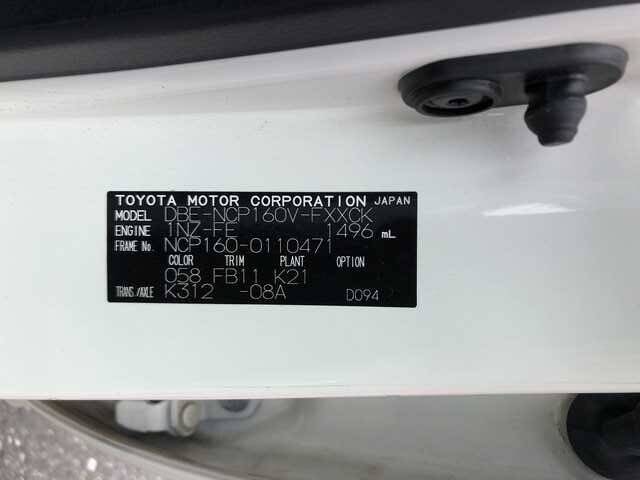 TOYOTA MOTOR CORPORATION JAPAN
MODEL DBE-NCP160V-FXXCK
ENGINE 1NZ-FE 1496 mL
FRAME No. NCP160-0110471
COLOR TRIM PLANT OPTION
058 FB11 K21
TRANS./AXLE K312 -08A D094